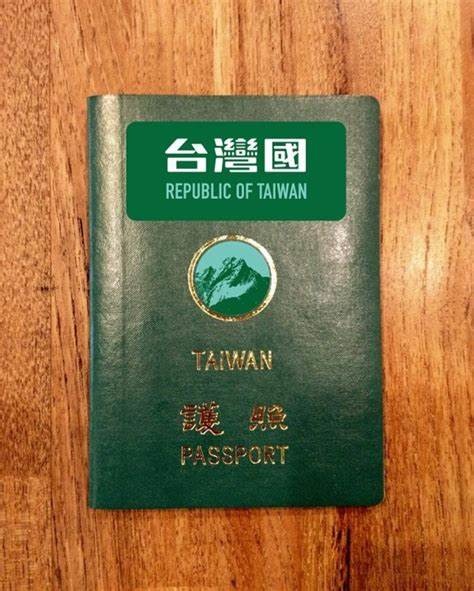 台灣國
REPUBLIC OF TAIWAN
TAIWAN
護照
PASSPORT